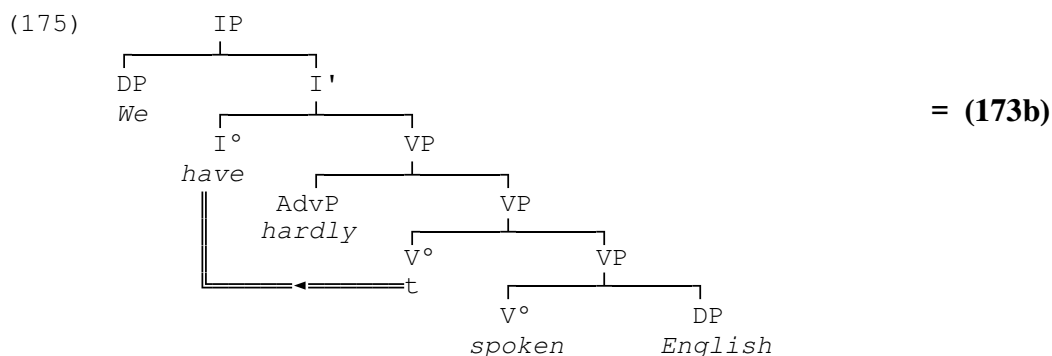 (175) IP
DP I'
We = (173b)
I° VP
have
AdvP VP
hardly
V° VP
t
V° DP
spoken English